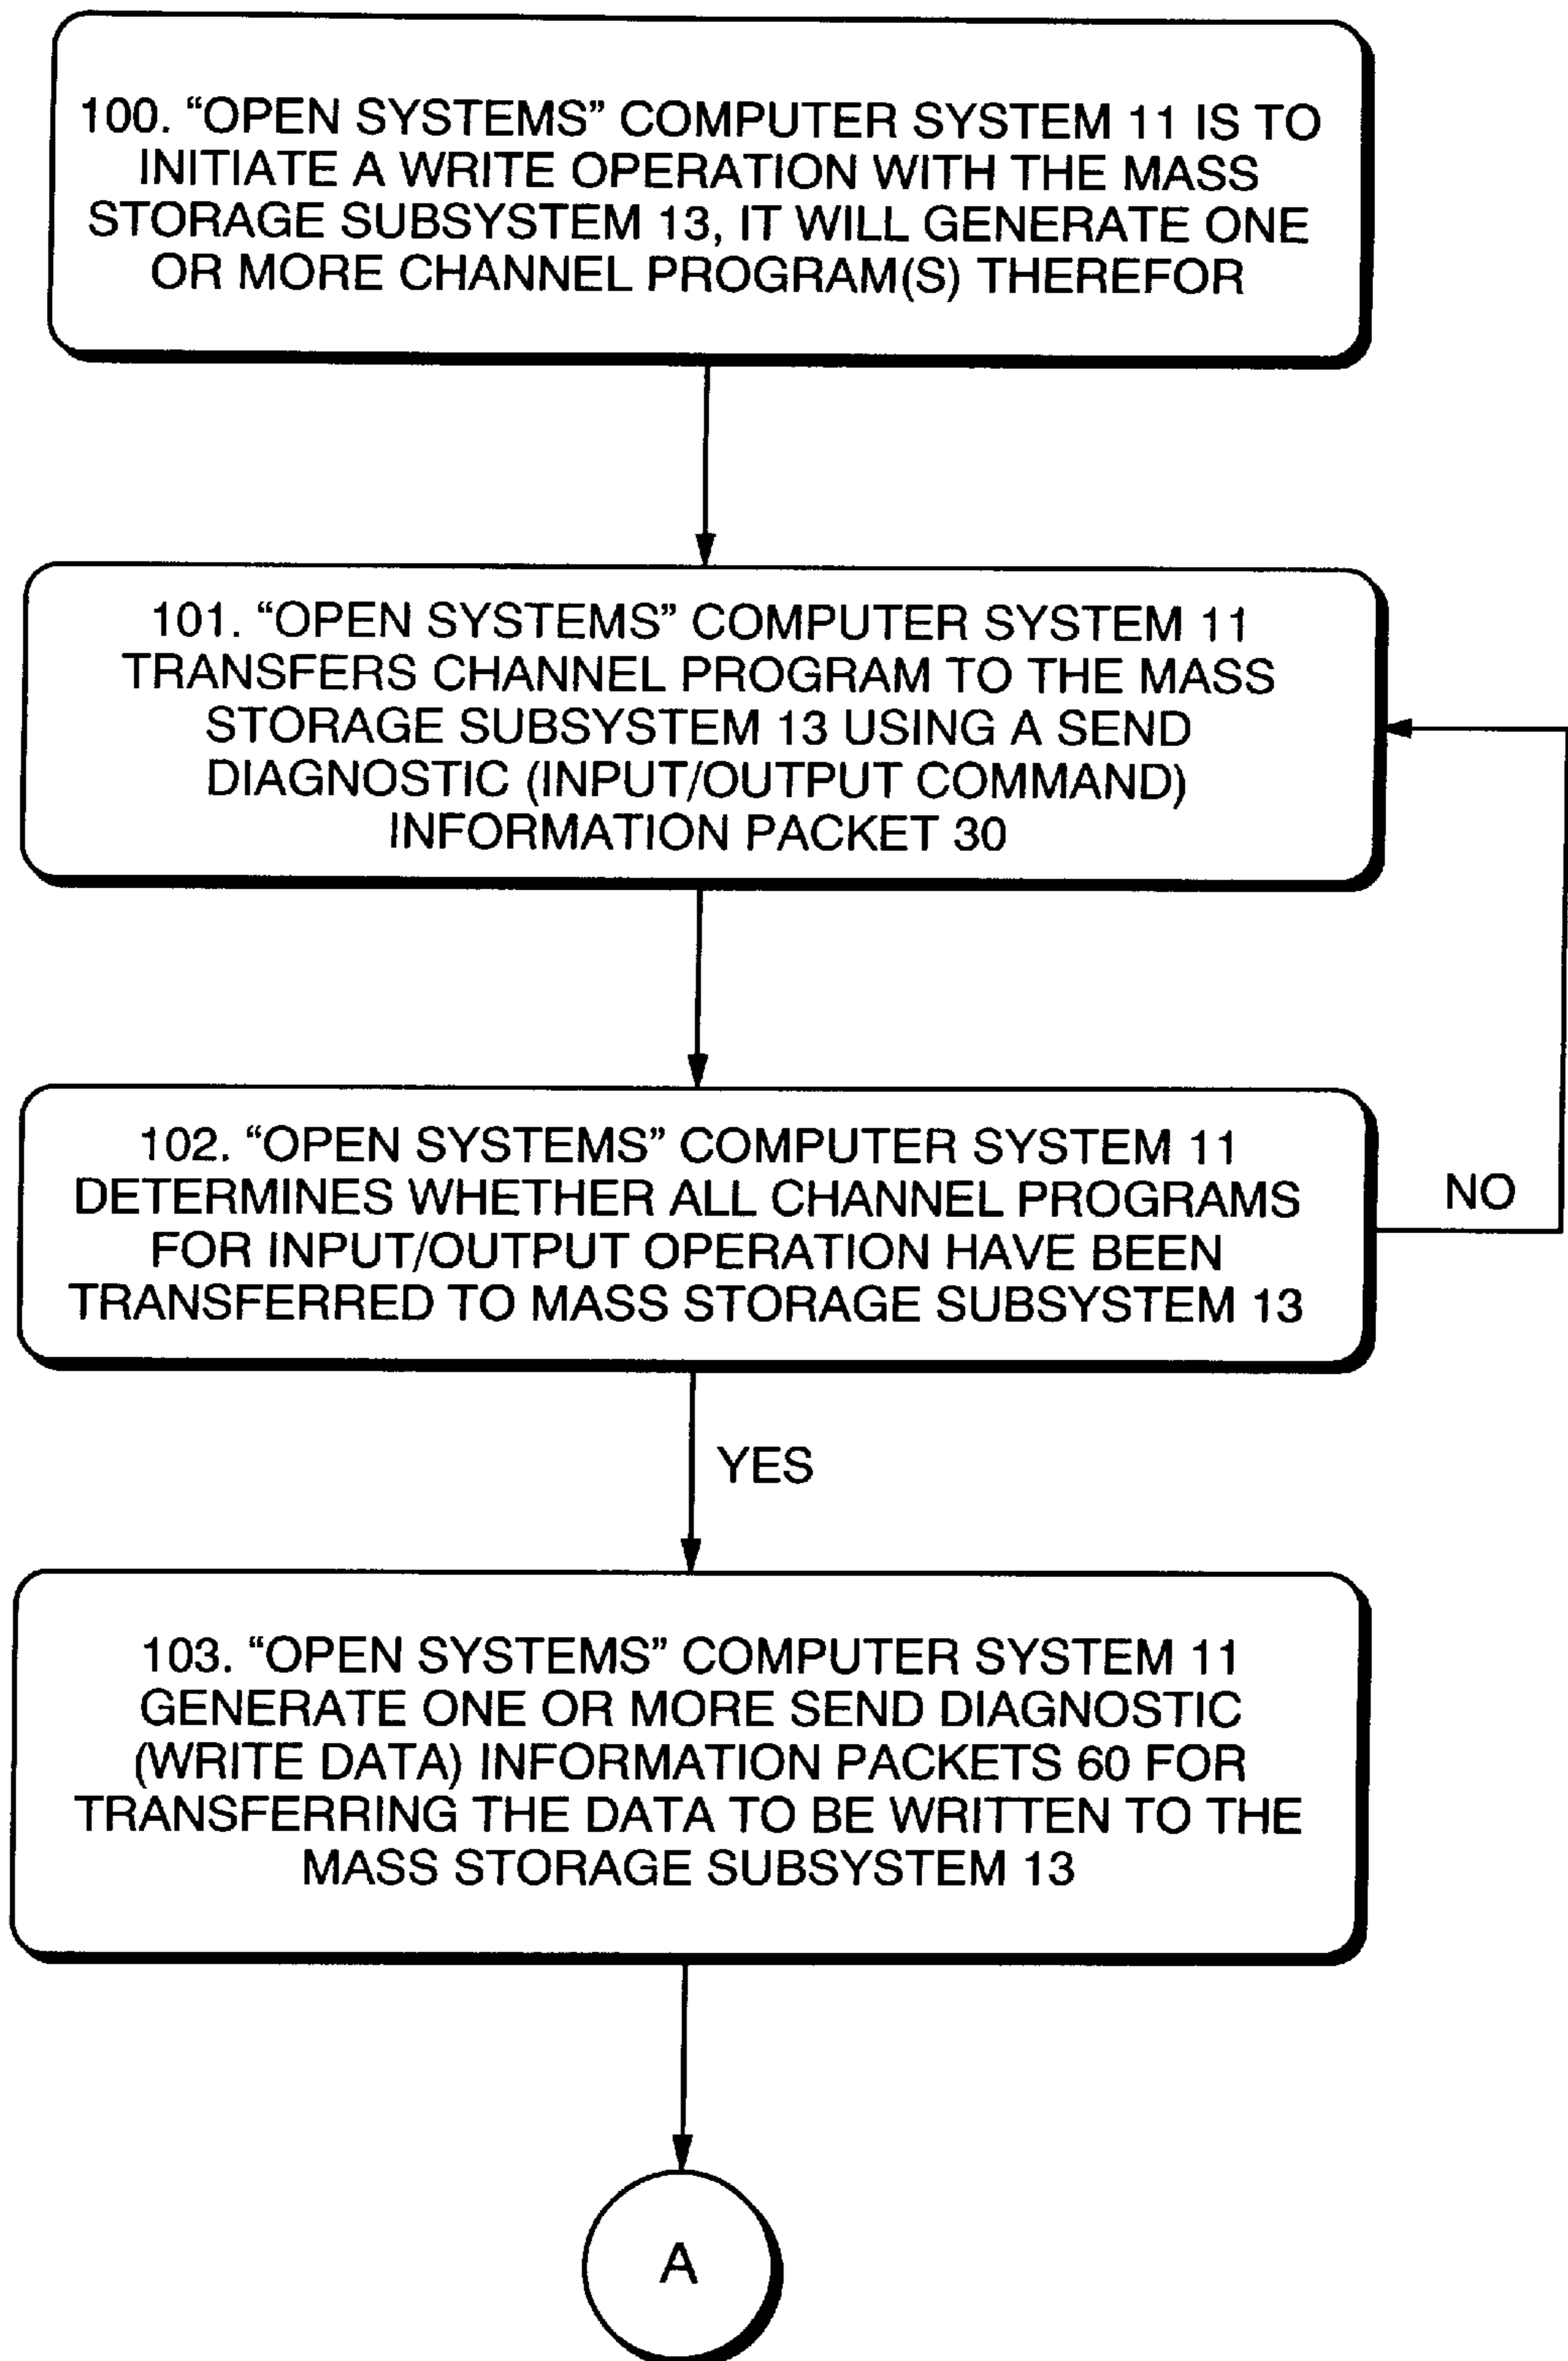 100. “OPEN SYSTEMS” COMPUTER SYSTEM 11 IS TO
INITIATE A WRITE OPERATION WITH THE MASS
STORAGE SUBSYSTEM 13, IT WILL GENERATE ONE
OR MORE CHANNEL PROGRAM(S) THEREFOR
101. “OPEN SYSTEMS” COMPUTER SYSTEM 11
TRANSFERS CHANNEL PROGRAM TO THE MASS
STORAGE SUBSYSTEM 13 USING A SEND
DIAGNOSTIC (INPUT/OUTPUT COMMAND)
INFORMATION PACKET 30
102. “OPEN SYSTEMS” COMPUTER SYSTEM 11
DETERMINES WHETHER ALL CHANNEL PROGRAMS
FOR INPUT/OUTPUT OPERATION HAVE BEEN
TRANSFERRED TO MASS STORAGE SUBSYSTEM 13
NO
YES
103. “OPEN SYSTEMS” COMPUTER SYSTEM 11
GENERATE ONE OR MORE SEND DIAGNOSTIC
(WRITE DATA) INFORMATION PACKETS 60 FOR
TRANSFERRING THE DATA TO BE WRITTEN TO THE
MASS STORAGE SUBSYSTEM 13
A